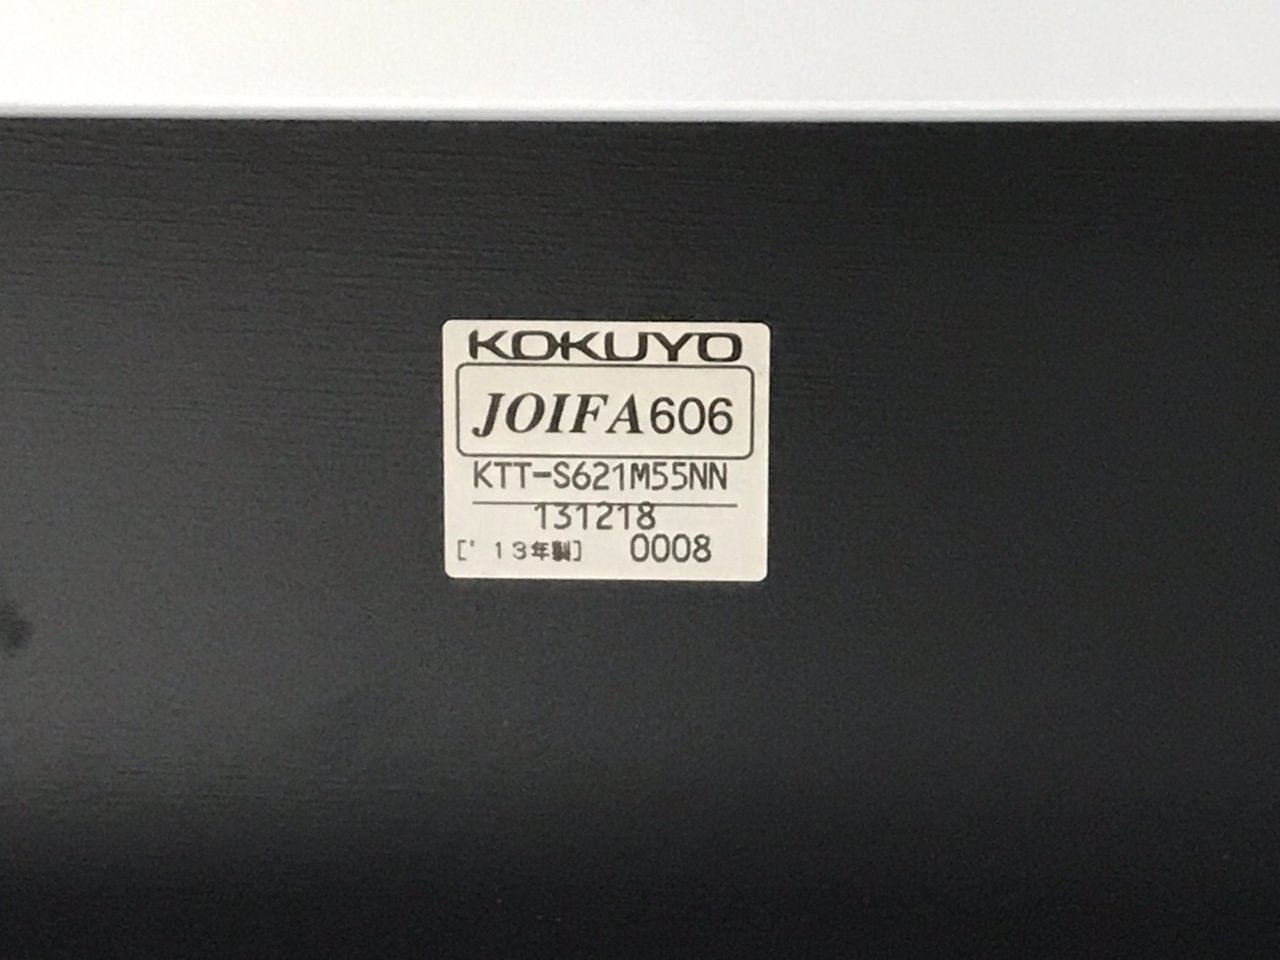 KOKUYO
JOIFA606
KTT-S621M55NN
131218
['13年製] 0008